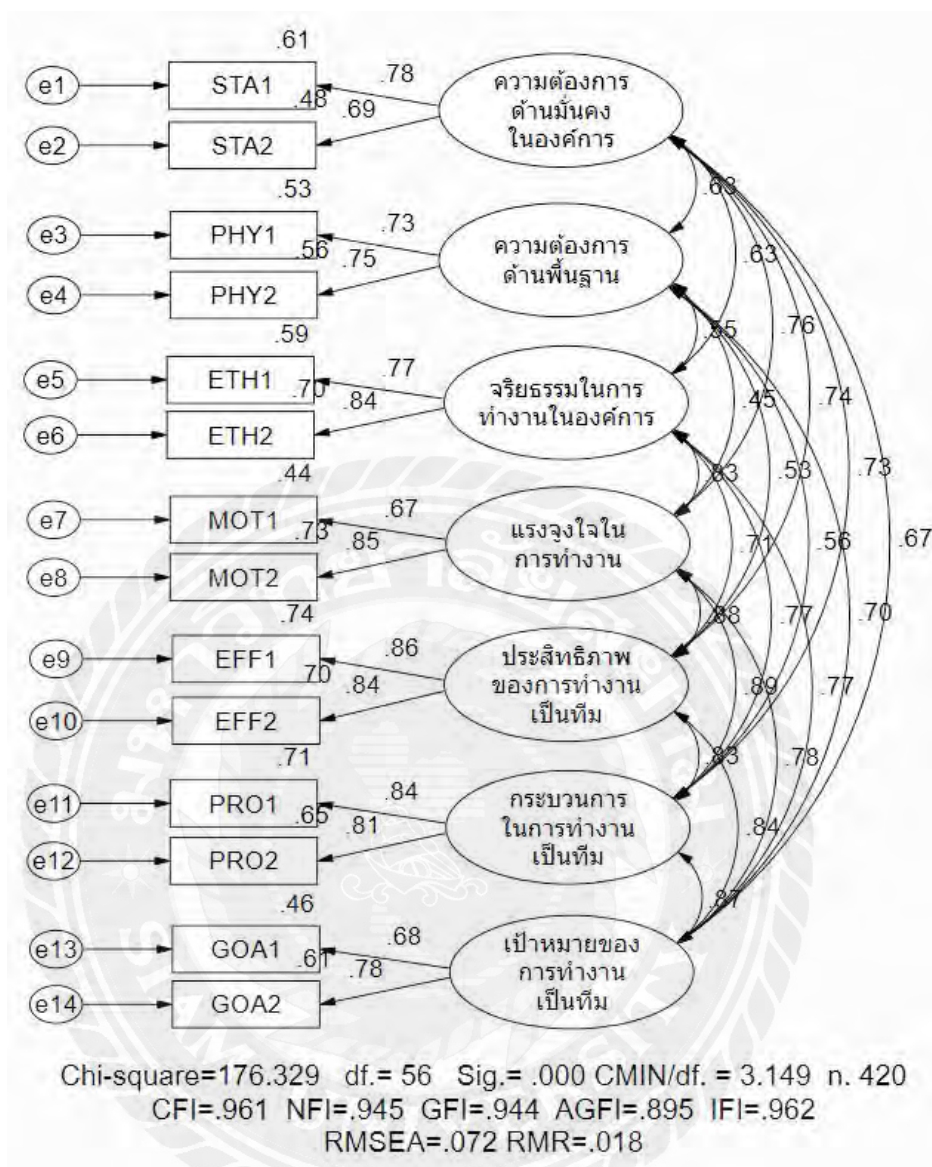 .61
e1 STA1 .78
.48
e2 STA2 .69
ความต้องการ
ด้านมั่นคง
ในองค์การ
.53
e3 PHY1 .73
.56
e4 PHY2 .75
ความต้องการ
ด้านพื้นฐาน
.59
e5 ETH1 .77
.70
e6 ETH2 .84
จริยธรรมในการ
ทำงานในองค์การ
.44
e7 MOT1 .67
.73
e8 MOT2 .85
แรงจูงใจใน
การทำงาน
.74
e9 EFF1 .86
.70
e10 EFF2 .84
ประสิทธิภาพ
ของการทำงาน
เป็นทีม
.71
e11 PRO1 .84
.65
e12 PRO2 .81
กระบวนการ
ในการทำงาน
เป็นทีม
.46
e13 GOA1 .68
.61
e14 GOA2 .78
เป้าหมายของ
การทำงาน
เป็นทีม
.63
.63
.55 .76
.45 .74
.83 .53 .73
.71 .56 .67
.88 .77 .70
.89 .77
.83 .78
.84
.87
Chi-square=176.329 df.= 56 Sig.= .000 CMIN/df. = 3.149 n. 420
CFI=.961 NFI=.945 GFI=.944 AGFI=.895 IFI=.962
RMSEA=.072 RMR=.018